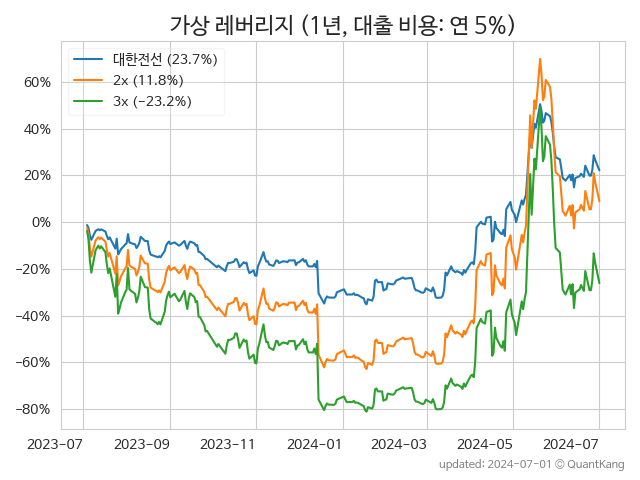 가상 레버리지 (1년, 대출 비용: 연 5%)
대한전선 (23.7%)
2x (11.8%)
3x (−23.2%)
60%
40%
20%
0%
−20%
−40%
−60%
−80%
2023-07 2023-09 2023-11 2024-01 2024-03 2024-05 2024-07
updated: 2024-07-01 © QuantKang